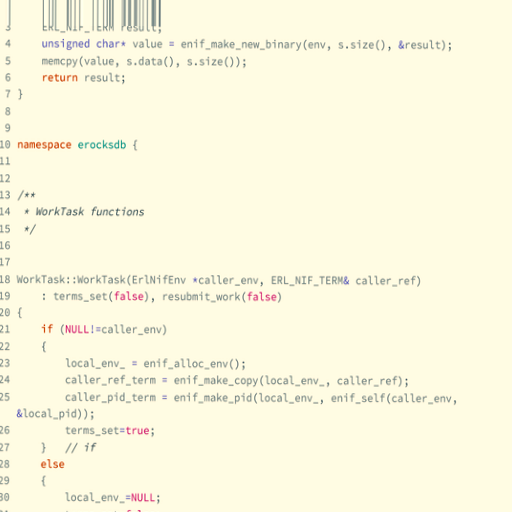 3 ERL_NIF_TERM result;
4 unsigned char* value = enif_make_new_binary(env, s.size(), &result);
5 memcpy(value, s.data(), s.size());
6 return result;
7 }
8
9
10 namespace erocksdb {
11
12
13 /**
14 * WorkTask functions
15 */
16
17
18 WorkTask::WorkTask(ErlNifEnv *caller_env, ERL_NIF_TERM& caller_ref)
19 : terms_set(false), resubmit_work(false)
20 {
21 if (NULL!=caller_env)
22 {
23 local_env_ = enif_alloc_env();
24 caller_ref_term = enif_make_copy(local_env_, caller_ref);
25 caller_pid_term = enif_make_pid(local_env_, enif_self(caller_env,
&local_pid));
26 terms_set=true;
27 } // if
28 else
29 {
30 local_env_=NULL;